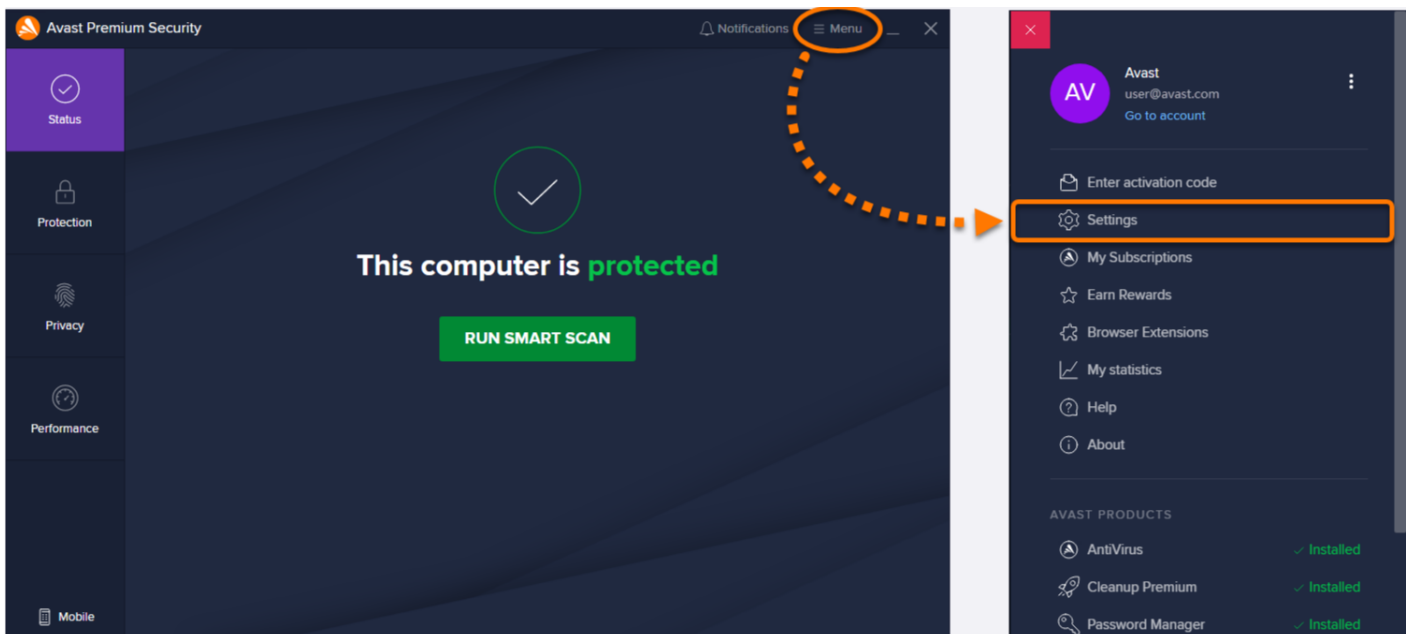 Avast Premium Security
Notifications
Menu
Status
Protection
Privacy
Performance
Mobile
This computer is protected
RUN SMART SCAN
AV
Avast
user@avast.com
Go to account
Enter activation code
Settings
My Subscriptions
Earn Rewards
Browser Extensions
My statistics
Help
About
AVAST PRODUCTS
AntiVirus Installed
Cleanup Premium Installed
Password Manager Installed